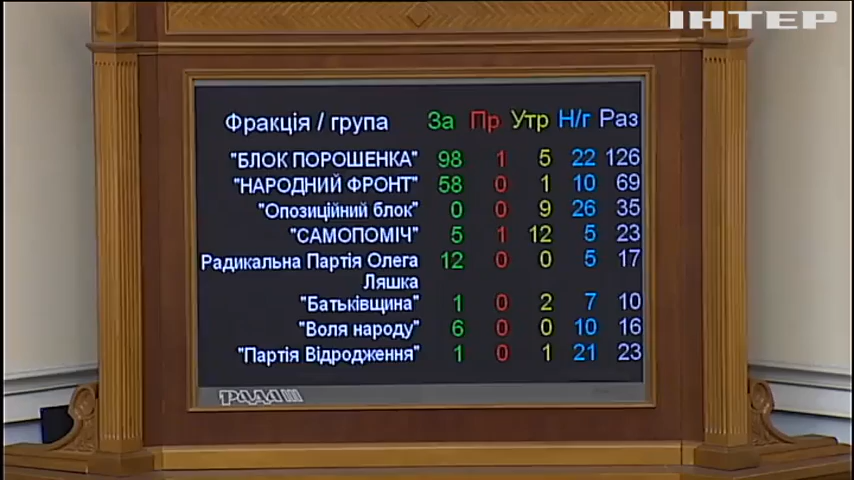 ІНТЕР
Фракція / група За Пр Утр Н/г Раз
"БЛОК ПОРОШЕНКА" 98 1 5 22 126
"НАРОДНИЙ ФРОНТ" 58 0 1 10 69
"Опозиційний блок" 0 0 9 26 35
"САМОПОМІЧ" 5 1 12 5 23
Радикальна Партія Олега 12 0 0 5 17
Ляшка
"Батьківщина" 1 0 2 7 10
"Воля народу" 6 0 0 10 16
"Партія Відродження" 1 0 1 21 23
РАДА III